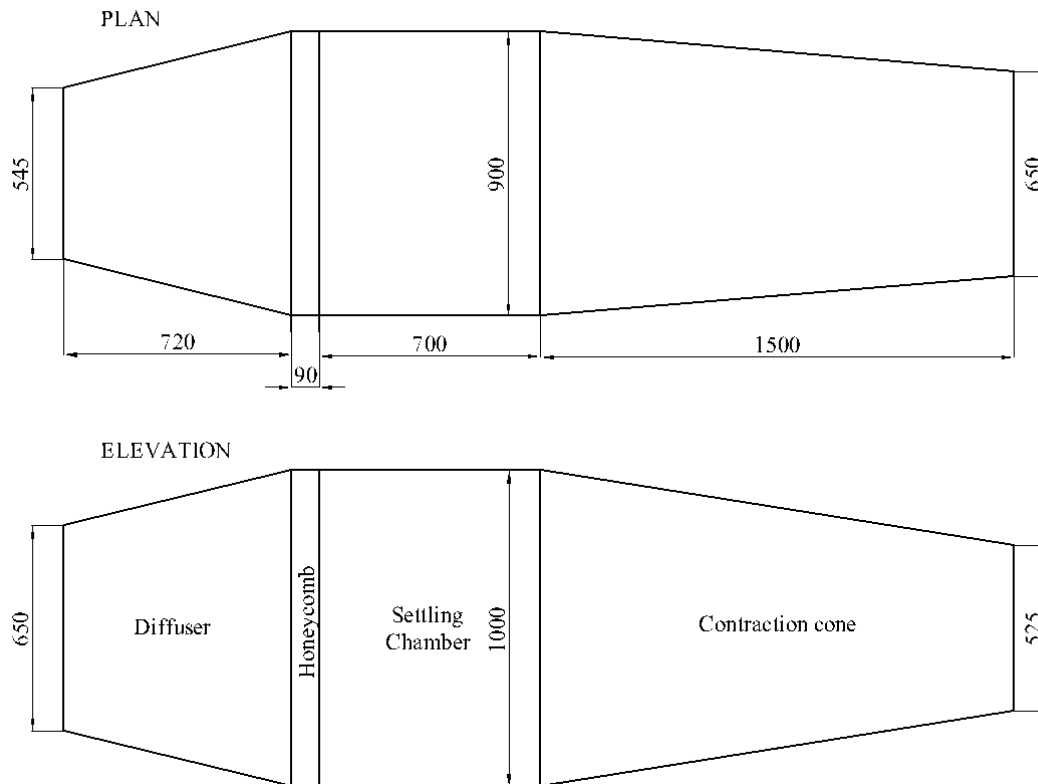 PLAN
545
900
650
720
90
700
1500
ELEVATION
650
Diffuser
Honeycomb
Settling
Chamber
1000
Contraction cone
525